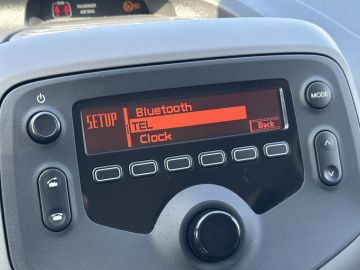 PASSENGER
AIR BAG
MODE
SETUP
Bluetooth
TEL
Clock
Back